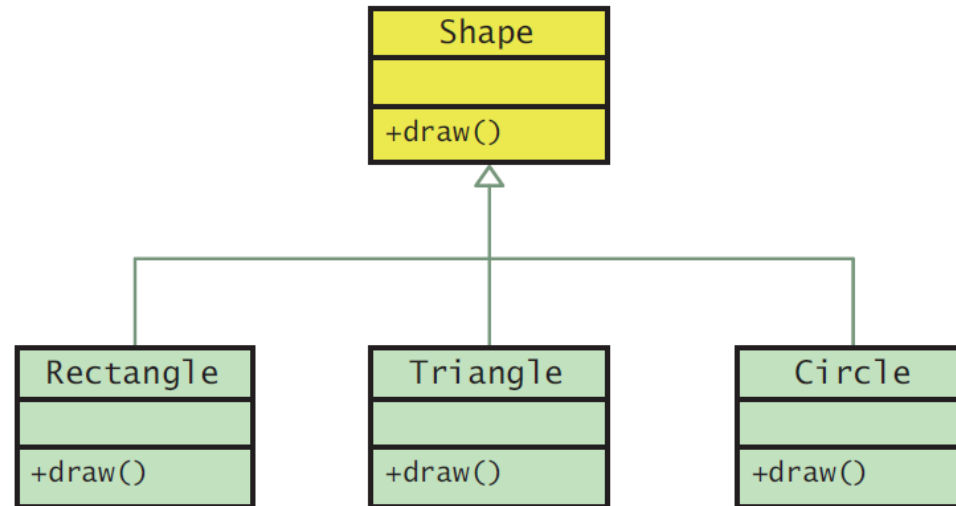 Shape
+draw()
Rectangle
Triangle
Circle
+draw()
+draw()
+draw()